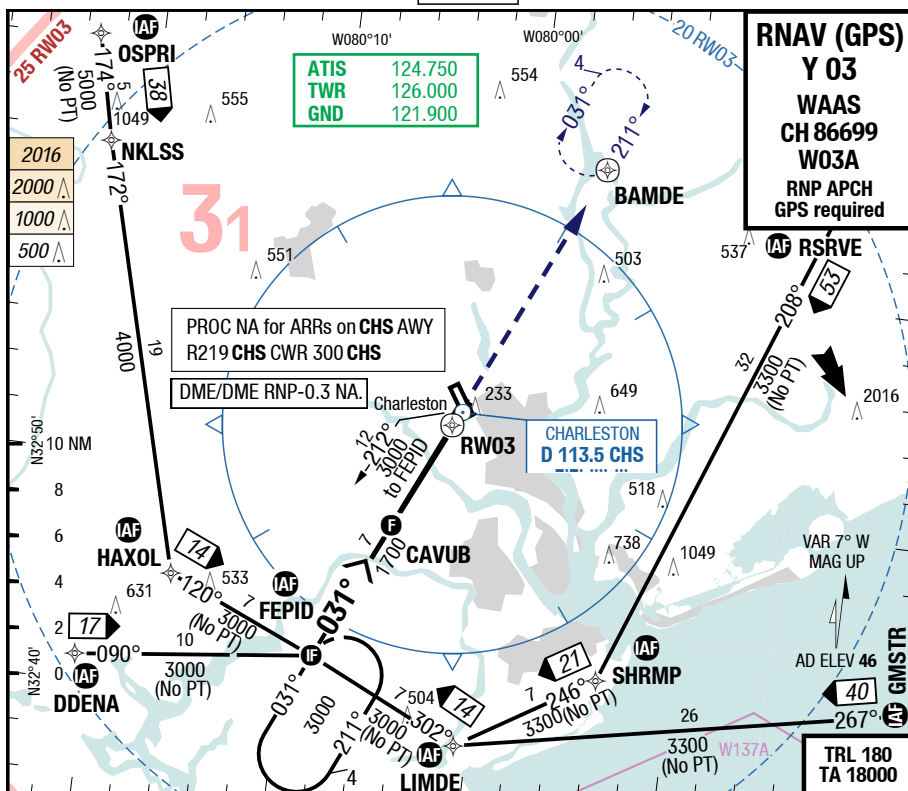 RNAV (GPS)
Y 03
WAAS
CH 86699
W03A
RNP APCH
GPS required
25 RW03
20 RW03
W080°10'
W080°00'
ATIS 124.750
TWR 126.000
GND 121.900
IAF
OSPRI
174°
5000
(No PT)
5
38
1049
NKLSS
172°
19
4000
555
554
4
031°
211°
BAMDE
2016
2000
1000
500
31
551
503
537
IAF RSRVE
53
208°
32
3300
(No PT)
2016
PROC NA for ARRs on CHS AWY
R219 CHS CWR 300 CHS
DME/DME RNP-0.3 NA.
Charleston
233
649
RW03
CHARLESTON
D 113.5 CHS
12
212°
3000
to FEPID
N32°50'
10 NM
8
6
4
2
0
N32°40'
518
738
1049
F
CAVUB
7
1700
031°
IAF
HAXOL
14
120°
533
7
3000
(No PT)
631
IAF
FEPID
IF
17
090°
10
3000
(No PT)
IAF
DDENA
031°
3000
211°
4
7
504
3000
(No PT)
302°
14
IAF
LIMDE
21
7
246°
3300(No PT)
IAF
SHRMP
26
3300
(No PT)
W137A
40
267°
IAF GMSTR
VAR 7° W
MAG UP
AD ELEV 46
TRL 180
TA 18000